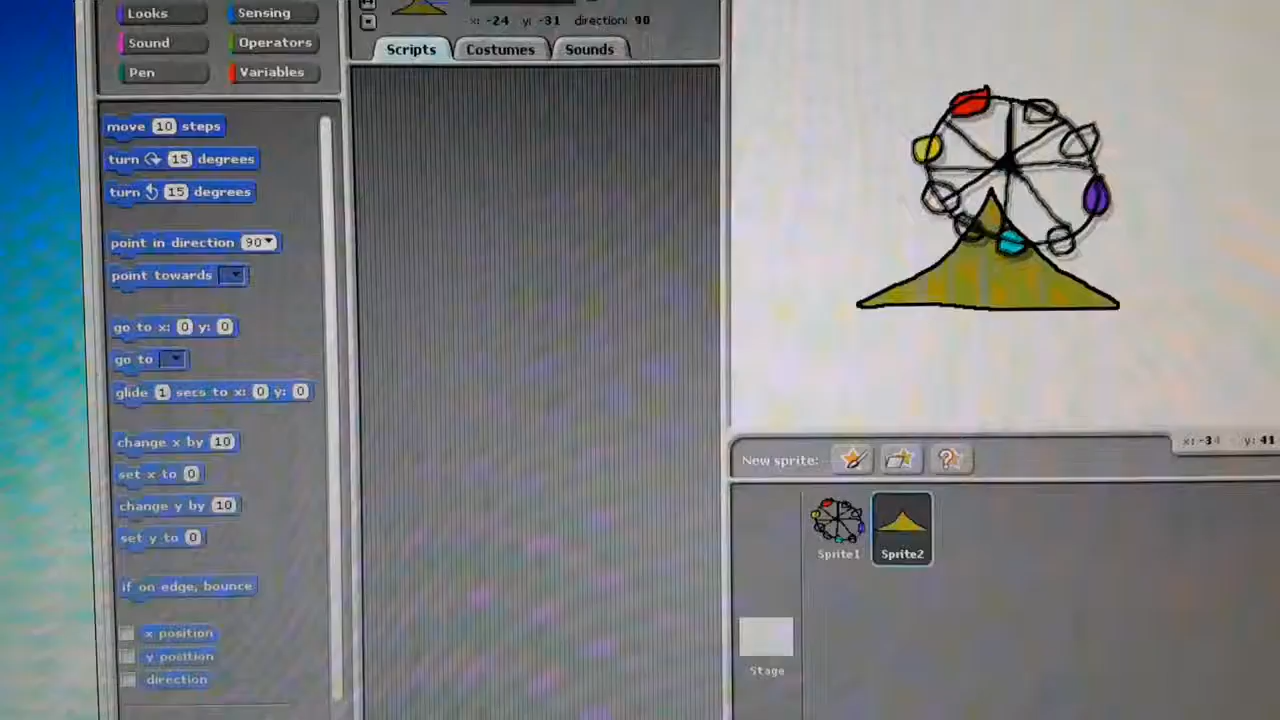 Looks
Sensing
Sound
Operators
Pen
Variables
x: -24 y: -31 direction: 90
Scripts
Costumes
Sounds
move 10 steps
turn 15 degrees
turn 15 degrees
point in direction 90
point towards
go to x: 0 y: 0
go to
glide 1 secs to x: 0 y: 0
change x by 10
set x to 0
change y by 10
set y to 0
if on edge, bounce
x position
y position
direction
x: -34 y: 41
New sprite:
Sprite1
Sprite2
Stage